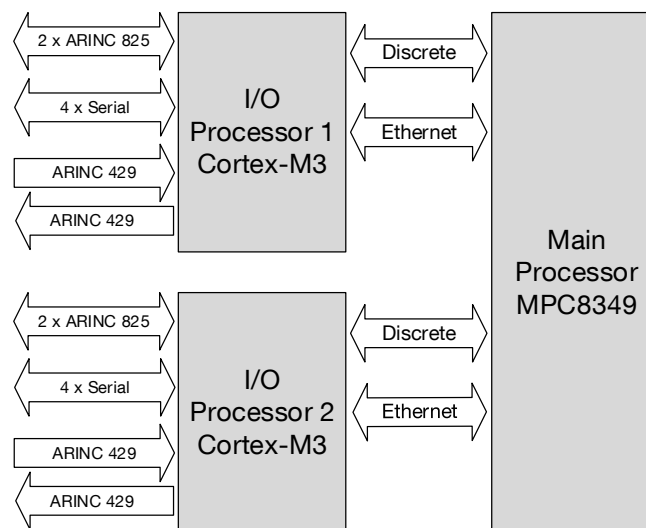 2 x ARINC 825
4 x Serial
ARINC 429
ARINC 429
I/O
Processor 1
Cortex-M3
Discrete
Ethernet
2 x ARINC 825
4 x Serial
ARINC 429
ARINC 429
I/O
Processor 2
Cortex-M3
Discrete
Ethernet
Main
Processor
MPC8349